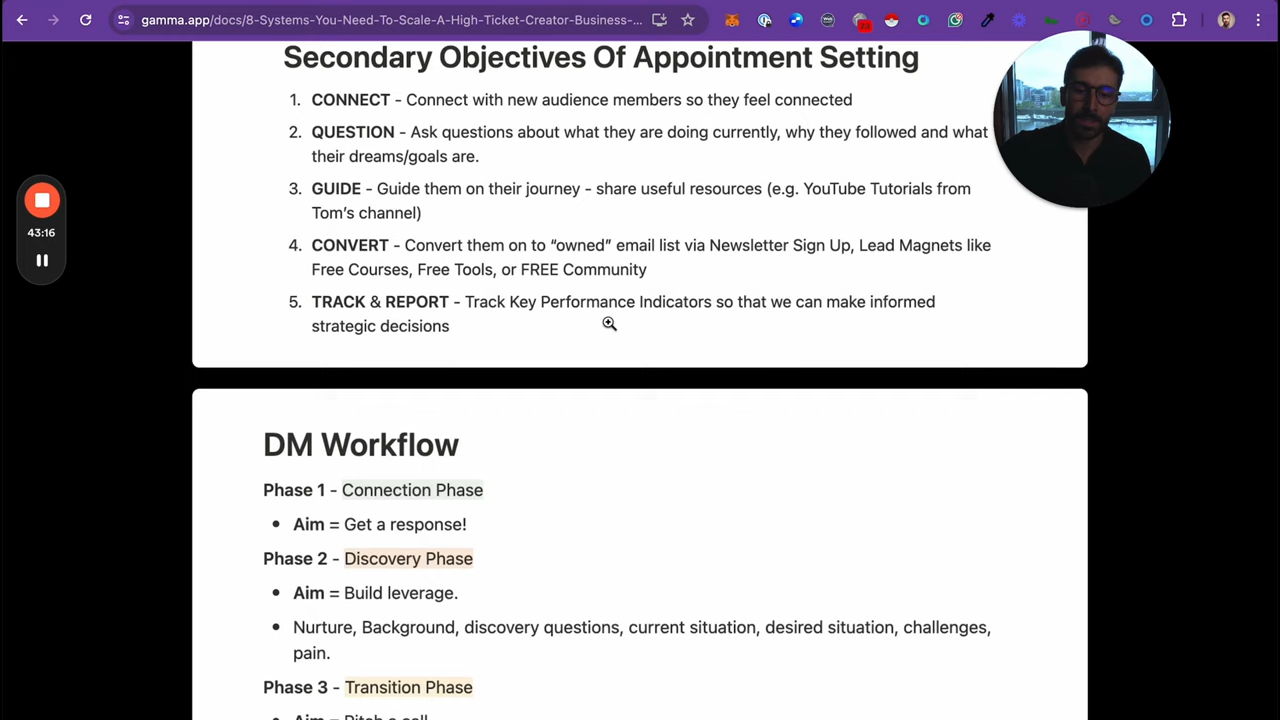 gamma.app/docs/8-Systems-You-Need-To-Scale-A-High-Ticket-Creator-Business-...
Secondary Objectives Of Appointment Setting
1. CONNECT - Connect with new audience members so they feel connected
2. QUESTION - Ask questions about what they are doing currently, why they followed and what
their dreams/goals are.
3. GUIDE - Guide them on their journey - share useful resources (e.g. YouTube Tutorials from
Tom’s channel)
4. CONVERT - Convert them on to “owned” email list via Newsletter Sign Up, Lead Magnets like
Free Courses, Free Tools, or FREE Community
5. TRACK & REPORT - Track Key Performance Indicators so that we can make informed
strategic decisions
43:16
DM Workflow
Phase 1 - Connection Phase
• Aim = Get a response!
Phase 2 - Discovery Phase
• Aim = Build leverage.
• Nurture, Background, discovery questions, current situation, desired situation, challenges,
pain.
Phase 3 - Transition Phase
• Aim = Pitch a call